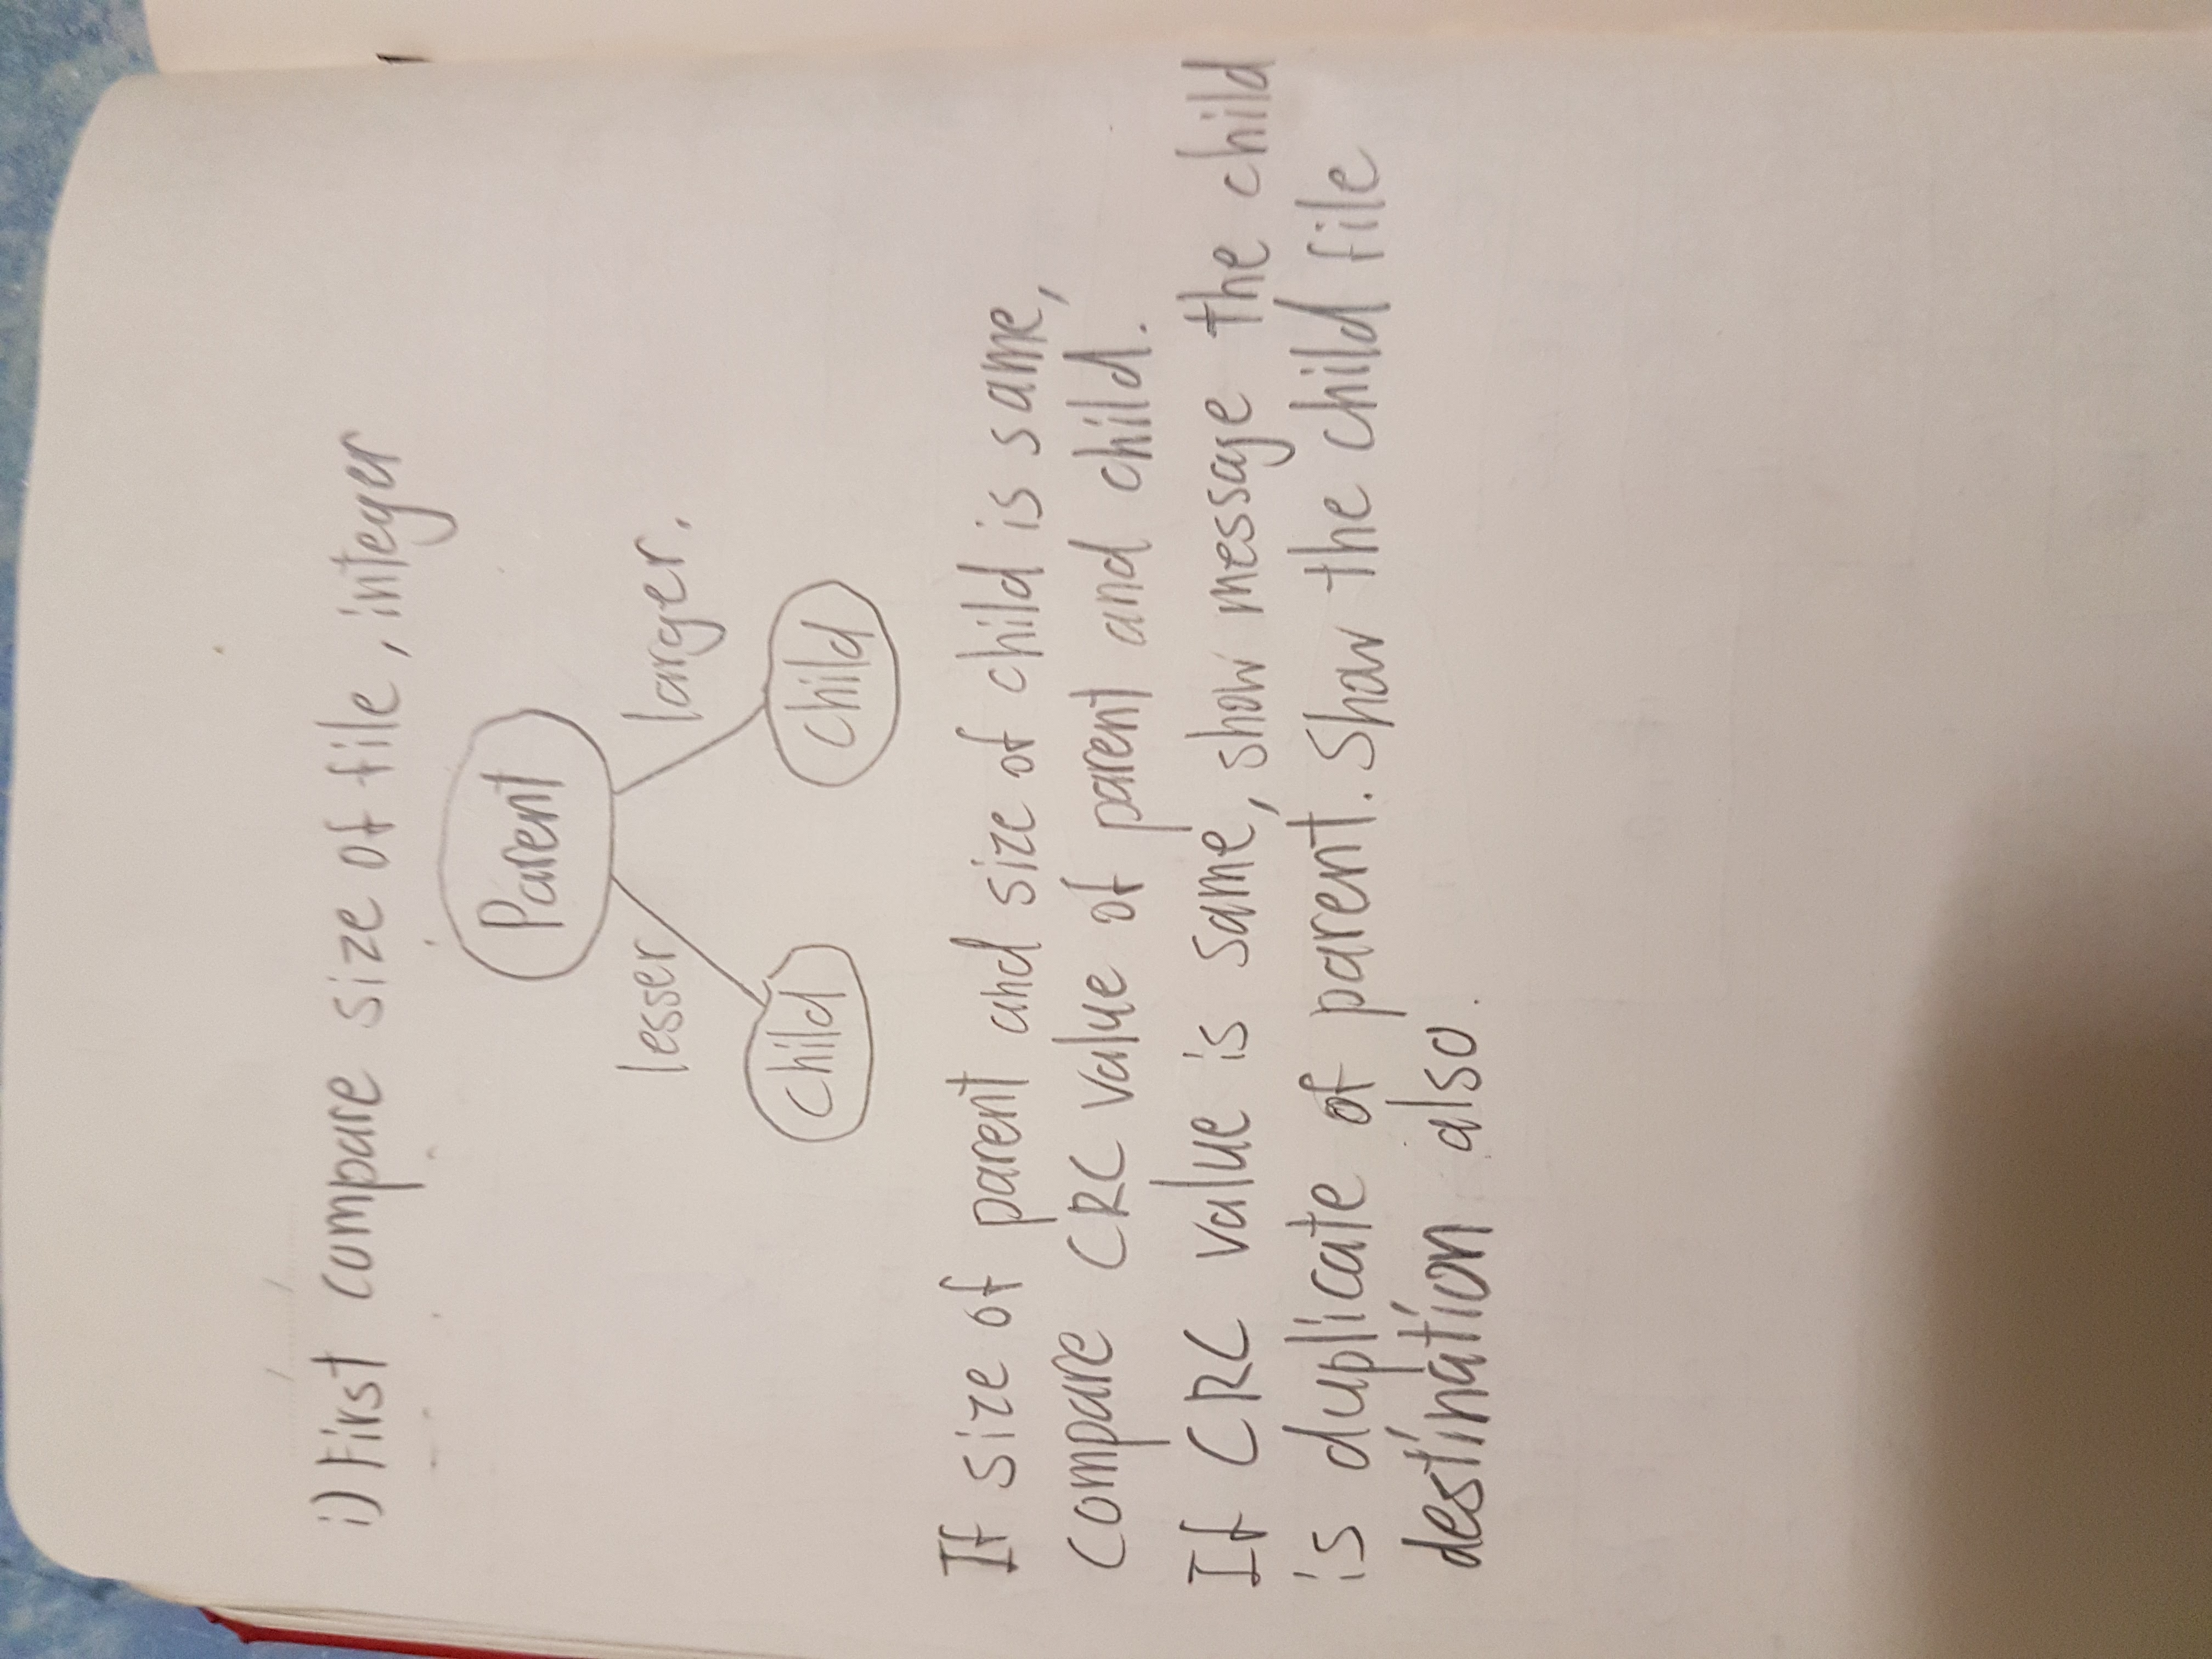 i) First compare size of file, integer
Parent
lesser
larger.
child
child
If size of parent and size of child is same,
compare CRC value of parent and child.
If CRC value is same, show message the child
is duplicate of parent. Show the child file
destination also.